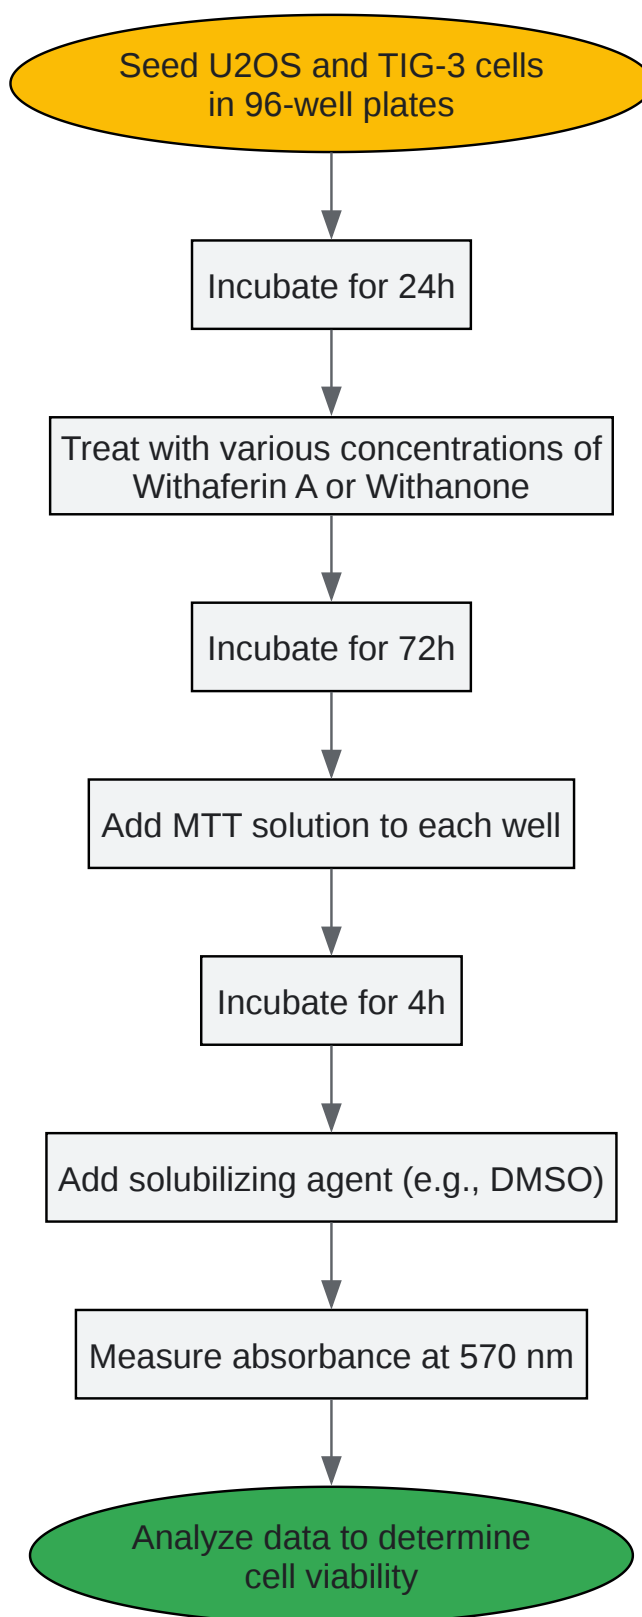 Seed U2OS and TIG-3 cells
in 96-well plates
Incubate for 24h
Treat with various concentrations of
Withaferin A or Withanone
Incubate for 72h
Add MTT solution to each well
Incubate for 4h
Add solubilizing agent (e.g., DMSO)
Measure absorbance at 570 nm
Analyze data to determine
cell viability